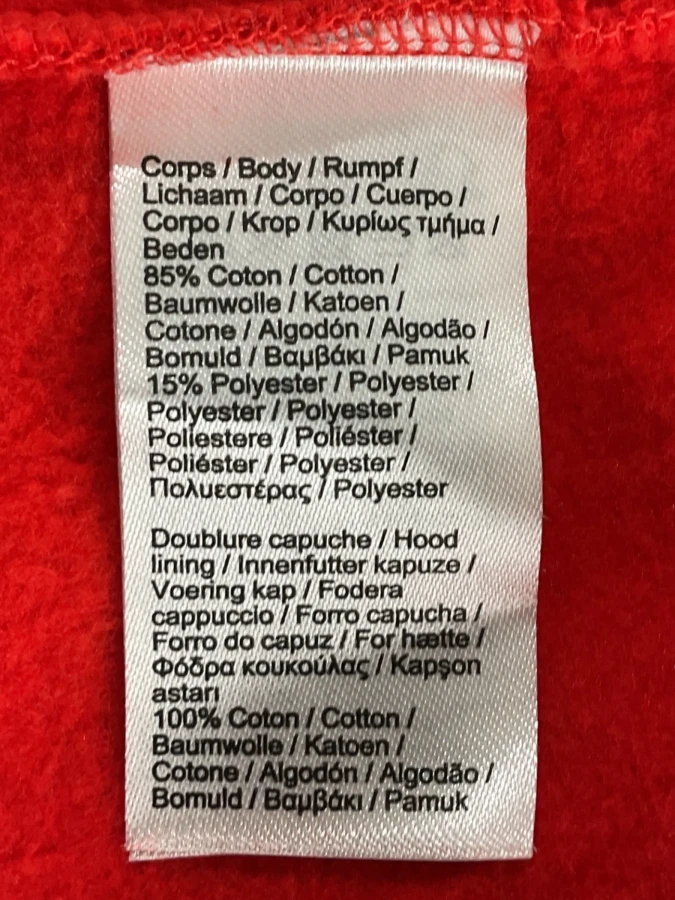 Corps / Body / Rumpf /
Lichaam / Corpo / Cuerpo /
Corpo / Krop / Κυρίως τμήμα /
Beden
85% Coton / Cotton /
Baumwolle / Katoen /
Cotone / Algodón / Algodão /
Bomuld / Βαμβάκι / Pamuk
15% Polyester / Polyester /
Polyester / Polyester /
Poliestere / Poliéster /
Poliéster / Polyester /
Πολυεστέρας / Polyester
Doublure capuche / Hood
lining / Innenfutter kapuze /
Voering kap / Fodera
cappuccio / Forro capucha /
Forro do capuz / For hætte /
Φόδρα κουκούλας / Kapşon
astarı
100% Coton / Cotton /
Baumwolle / Katoen /
Cotone / Algodón / Algodão /
Bomuld / Βαμβάκι / Pamuk